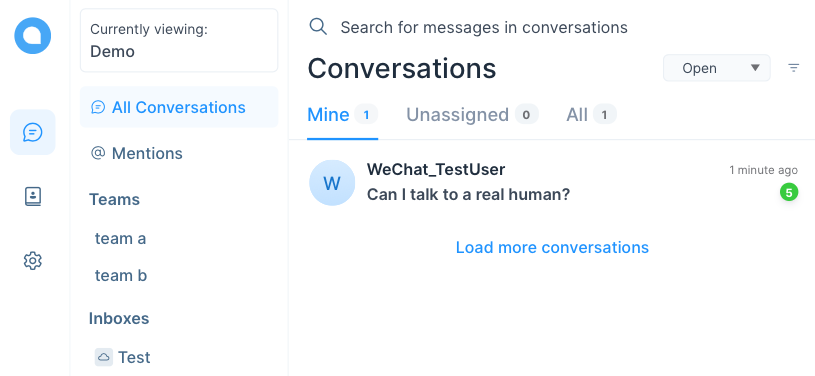 Currently viewing:
Demo
All Conversations
Mentions
Teams
team a
team b
Inboxes
Test
Search for messages in conversations
Conversations
Open
Mine 1
Unassigned 0
All 1
W
WeChat_TestUser
1 minute ago
Can I talk to a real human?
5
Load more conversations